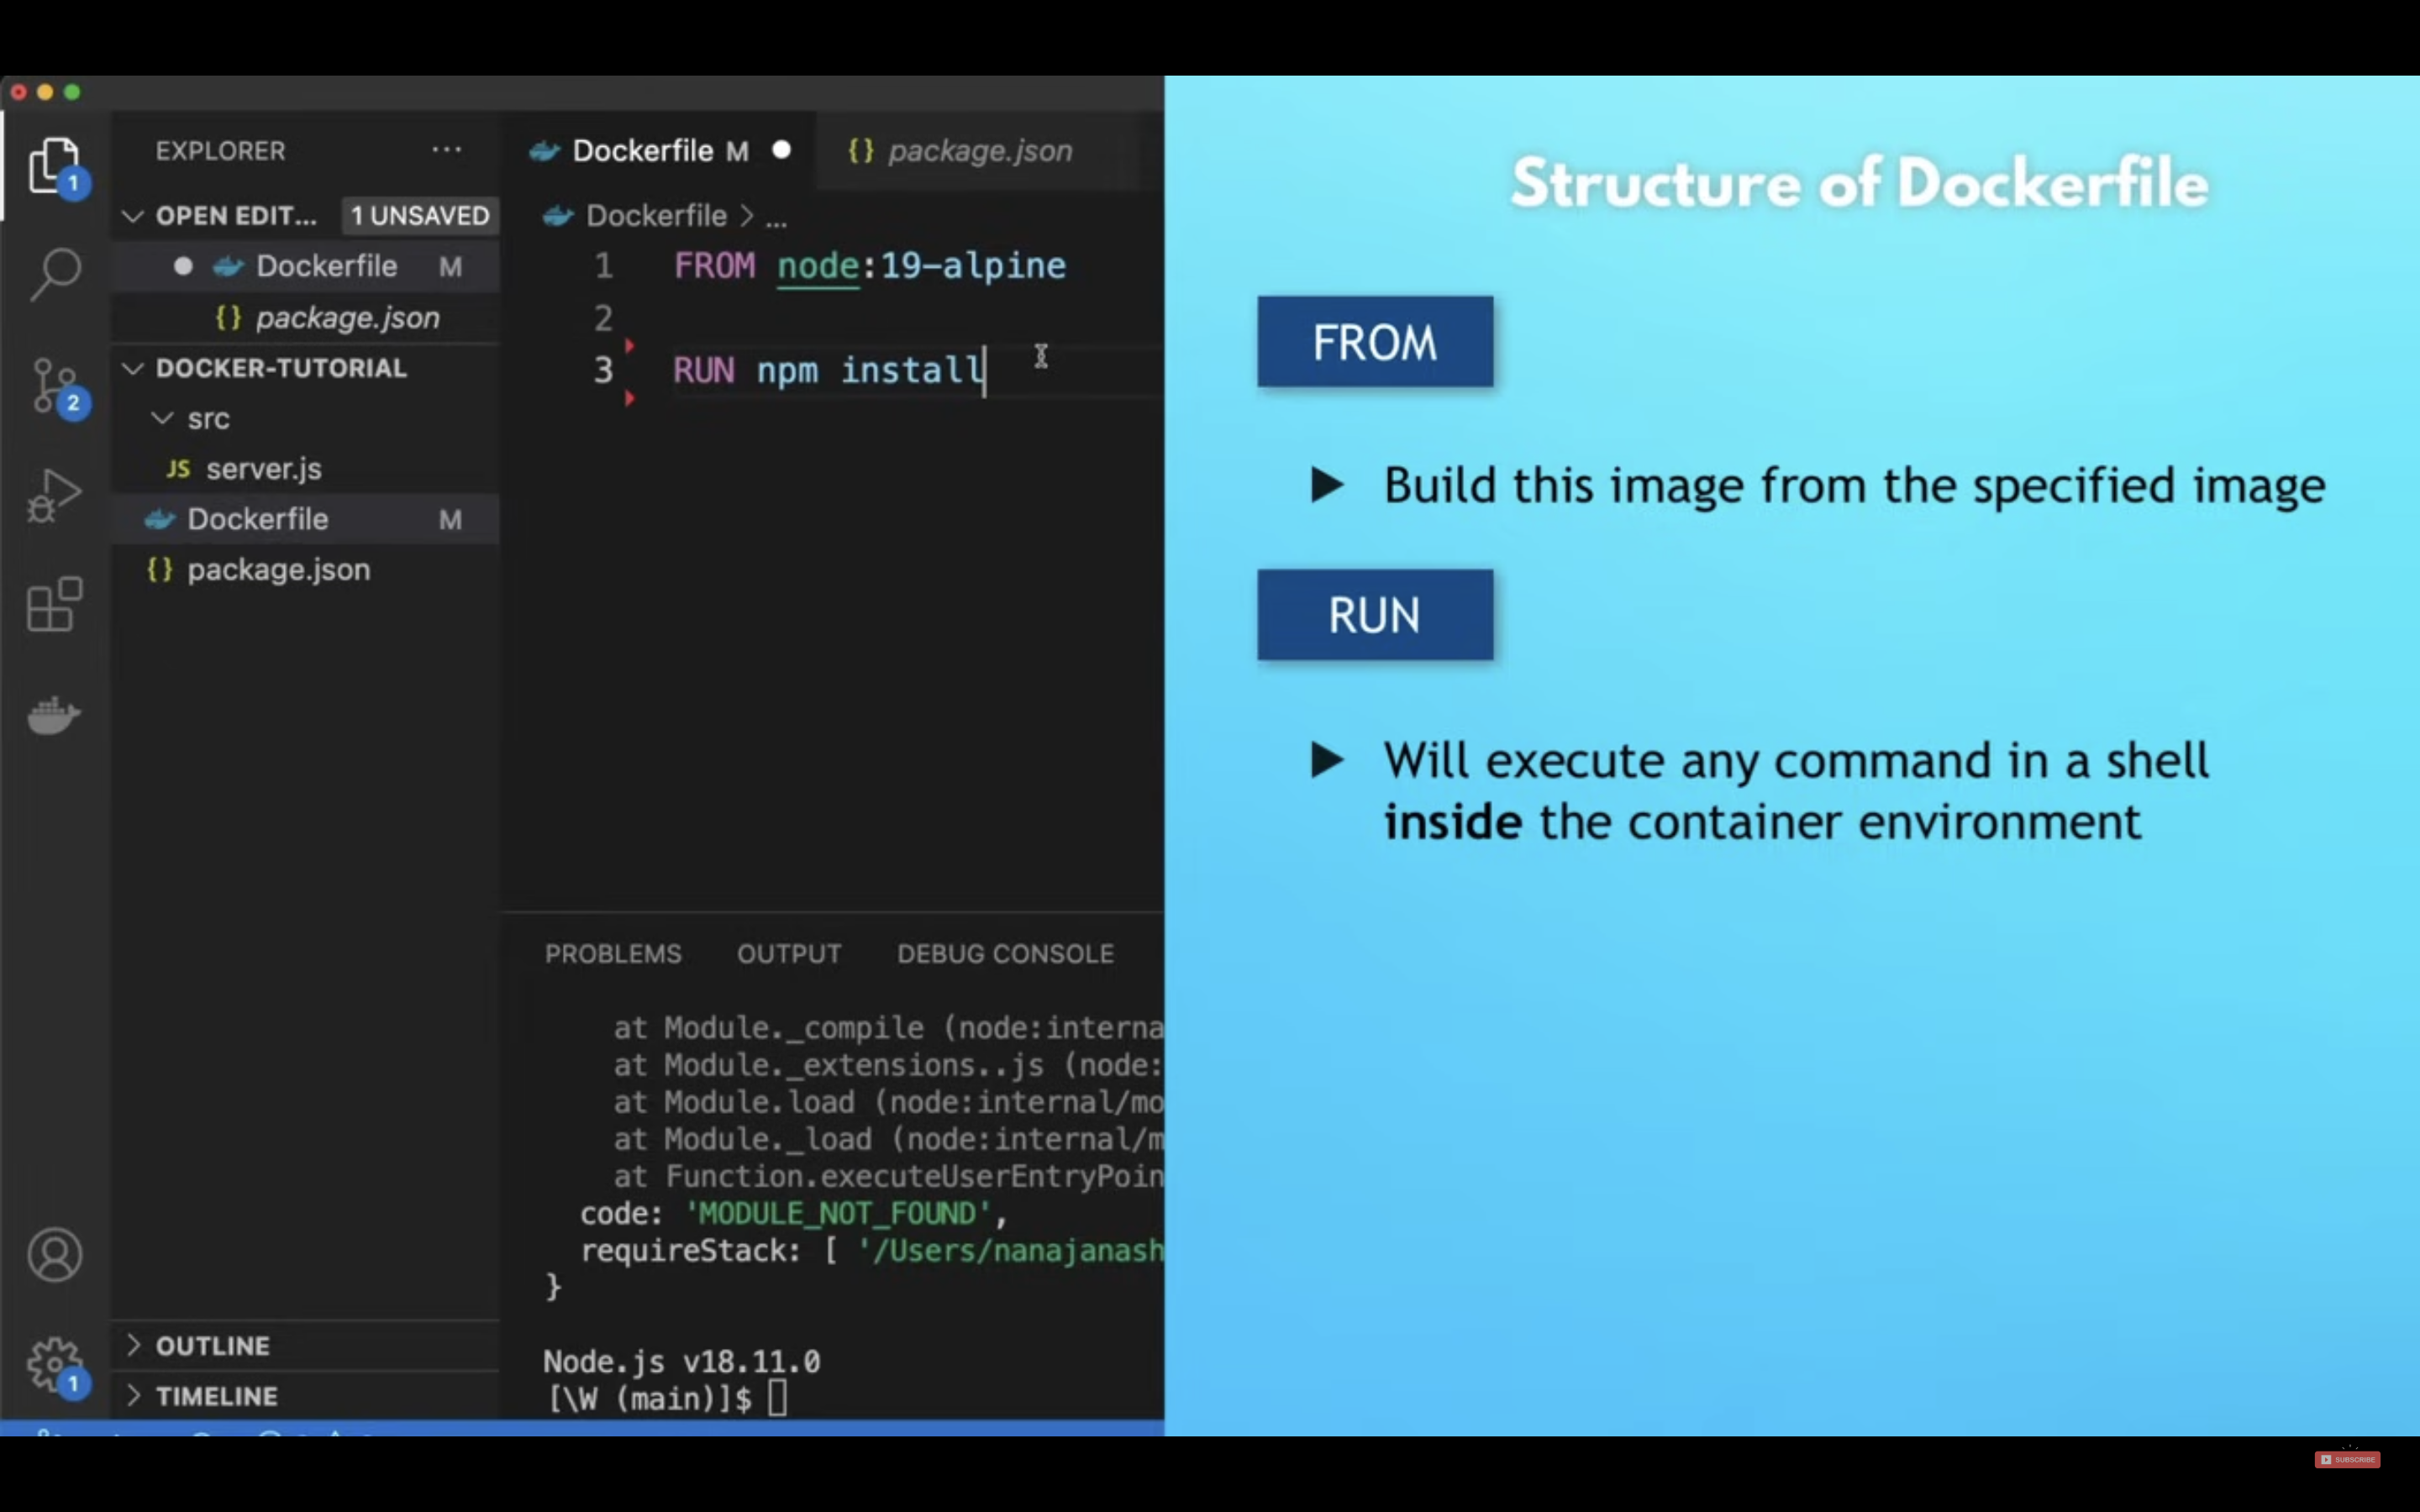 EXPLORER
···
OPEN EDIT... 1 UNSAVED
Dockerfile M
{} package.json
DOCKER-TUTORIAL
src
JS server.js
Dockerfile M
{} package.json
OUTLINE
TIMELINE
1
2
1
Dockerfile M
{} package.json
Dockerfile > ...
1 FROM node:19-alpine
2
3 RUN npm install
PROBLEMS OUTPUT DEBUG CONSOLE
at Module._compile (node:interna
at Module._extensions..js (node:
at Module.load (node:internal/mo
at Module._load (node:internal/m
at Function.executeUserEntryPoin
code: 'MODULE_NOT_FOUND',
requireStack: [ '/Users/nanajanash
}
Node.js v18.11.0
[\W (main)]$
Structure of Dockerfile
FROM
Build this image from the specified image
RUN
Will execute any command in a shell
inside the container environment
SUBSCRIBE